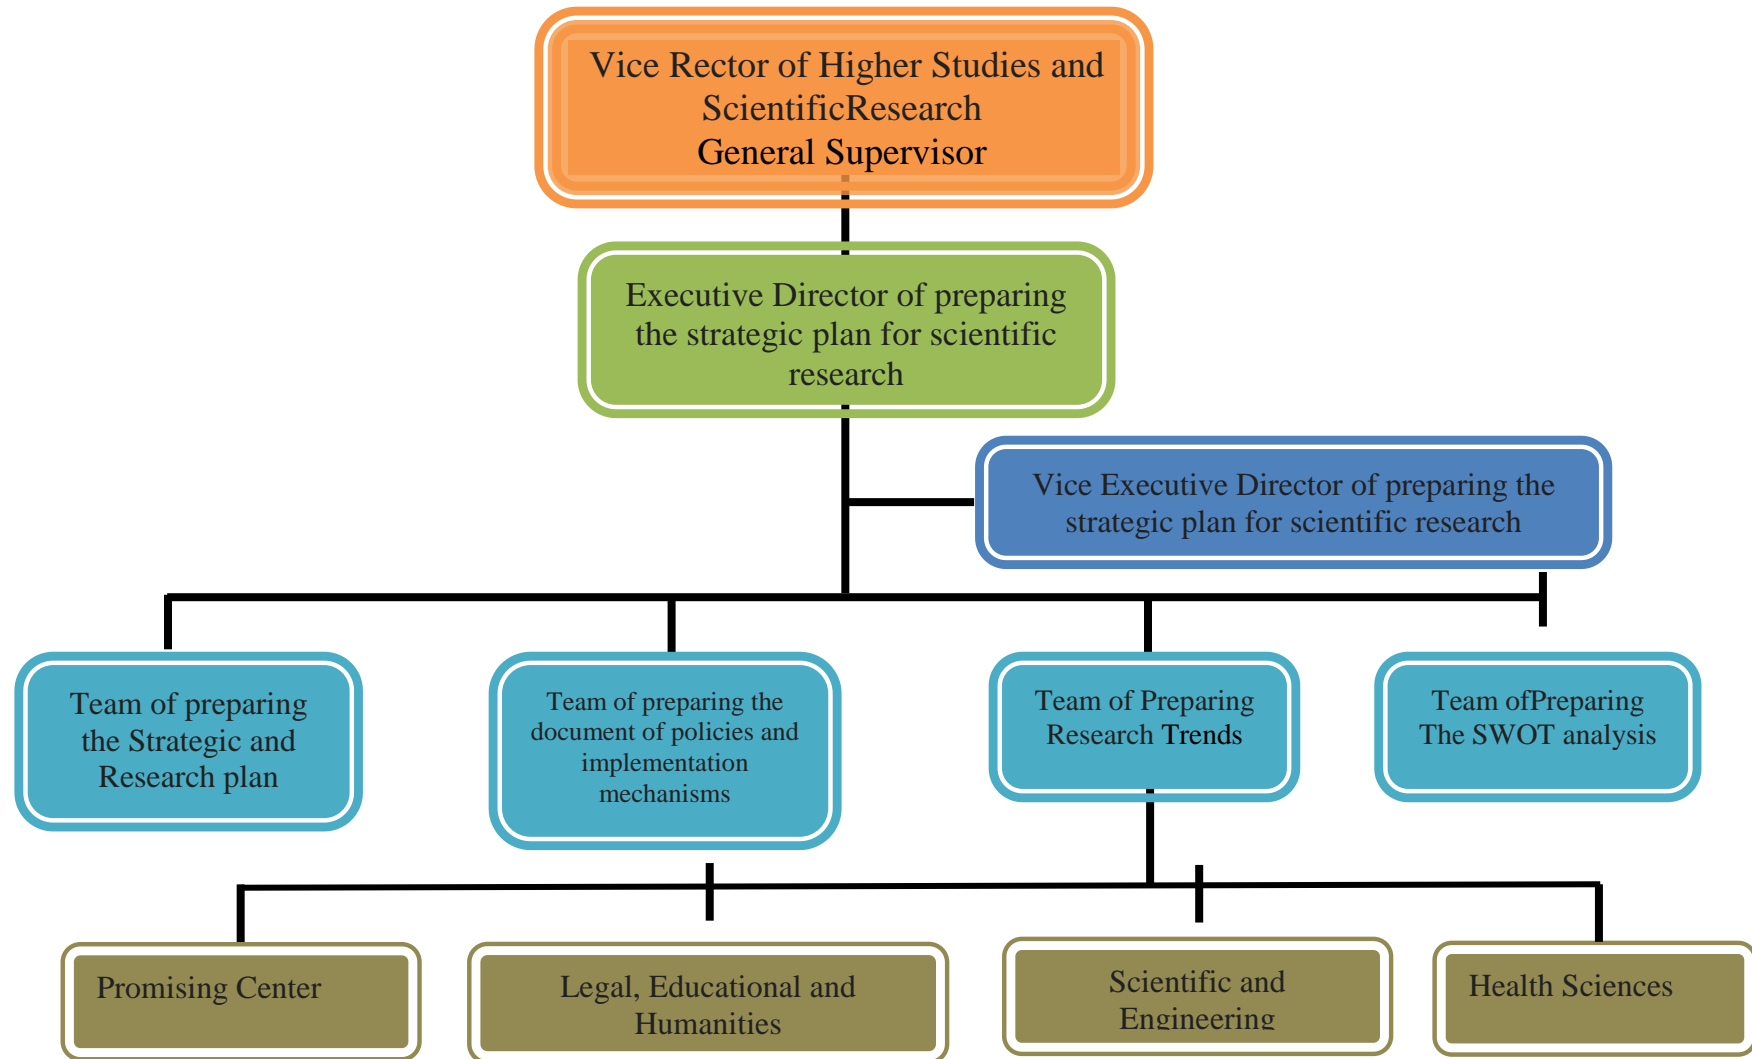 Vice Rector of Higher Studies and
ScientificResearch
General Supervisor
Executive Director of preparing
the strategic plan for scientific
research
Vice Executive Director of preparing the
strategic plan for scientific research
Team of preparing
the Strategic and
Research plan
Team of preparing the
document of policies and
implementation
mechanisms
Team of Preparing
Research Trends
Team ofPreparing
The SWOT analysis
Promising Center
Legal, Educational and
Humanities
Scientific and
Engineering
Health Sciences